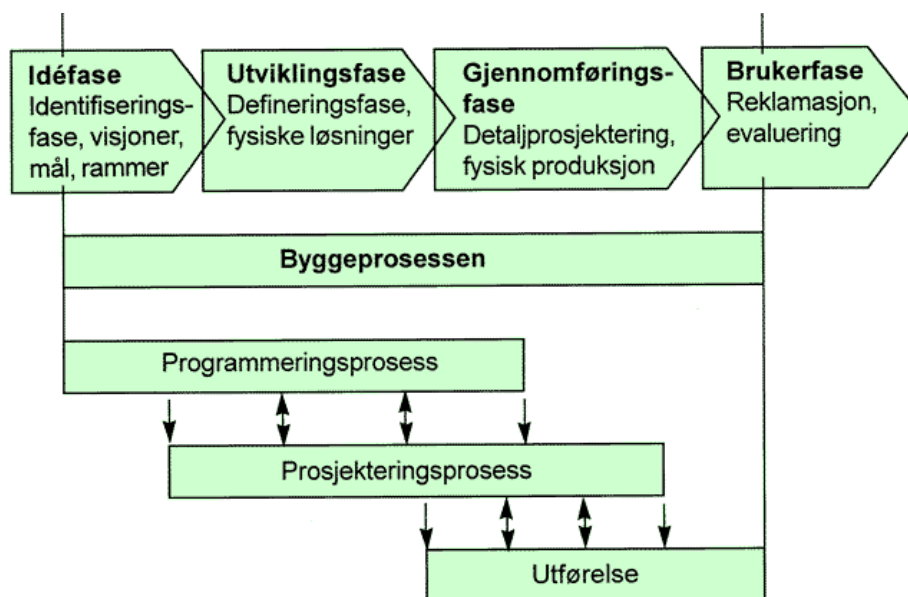 Idéfase
Identifiserings-
fase, visjoner,
mål, rammer
Utviklingsfase
Defineringsfase,
fysiske løsninger
Gjennomførings-
fase
Detaljprosjektering,
fysisk produksjon
Brukerfase
Reklamasjon,
evaluering
Byggeprosessen
Programmeringsprosess
Prosjekteringsprosess
Utførelse